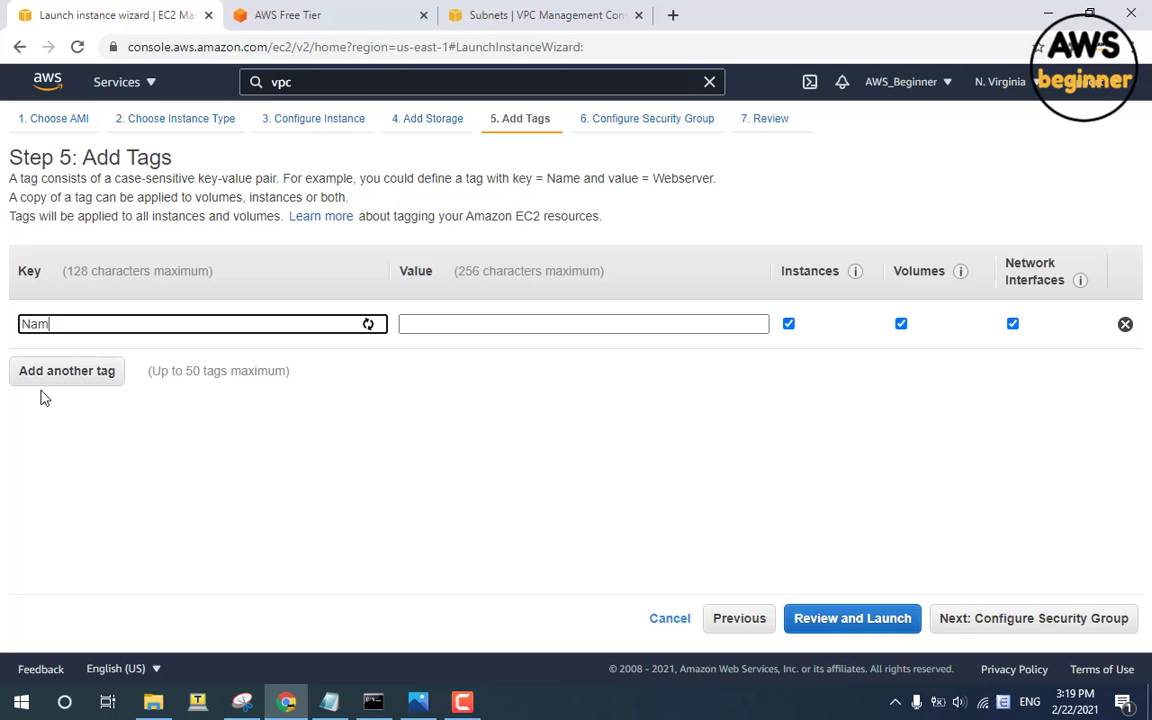 Launch instance wizard | EC2 Ma
AWS Free Tier
Subnets | VPC Management Con
console.aws.amazon.com/ec2/v2/home?region=us-east-1#LaunchInstanceWizard:
AWS
beginner
aws
Services
vpc
AWS_Beginner
N. Virginia
1. Choose AMI
2. Choose Instance Type
3. Configure Instance
4. Add Storage
5. Add Tags
6. Configure Security Group
7. Review
Step 5: Add Tags
A tag consists of a case-sensitive key-value pair. For example, you could define a tag with key = Name and value = Webserver.
A copy of a tag can be applied to volumes, instances or both.
Tags will be applied to all instances and volumes. Learn more about tagging your Amazon EC2 resources.
Key (128 characters maximum)
Value (256 characters maximum)
Instances
Volumes
Network
Interfaces
Nam
Add another tag
(Up to 50 tags maximum)
Cancel
Previous
Review and Launch
Next: Configure Security Group
Feedback
English (US)
© 2008 - 2021, Amazon Web Services, Inc. or its affiliates. All rights reserved.
Privacy Policy
Terms of Use
ENG
3:19 PM
2/22/2021